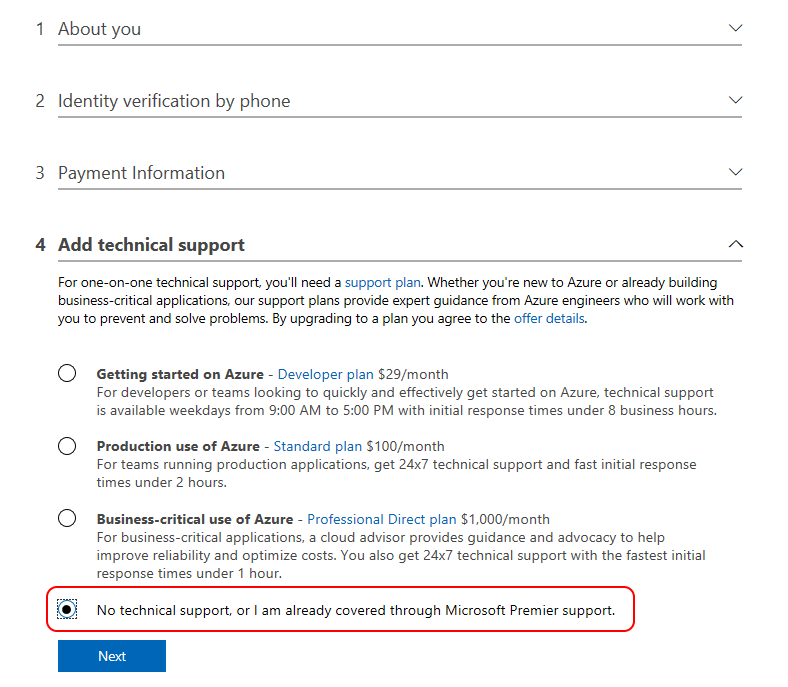 1 About you
2 Identity verification by phone
3 Payment Information
4 Add technical support
For one-on-one technical support, you'll need a support plan. Whether you're new to Azure or already building
business-critical applications, our support plans provide expert guidance from Azure engineers who will work with
you to prevent and solve problems. By upgrading to a plan you agree to the offer details.
Getting started on Azure - Developer plan $29/month
For developers or teams looking to quickly and effectively get started on Azure, technical support
is available weekdays from 9:00 AM to 5:00 PM with initial response times under 8 business hours.
Production use of Azure - Standard plan $100/month
For teams running production applications, get 24x7 technical support and fast initial response
times under 2 hours.
Business-critical use of Azure - Professional Direct plan $1,000/month
For business-critical applications, a cloud advisor provides guidance and advocacy to help
improve reliability and optimize costs. You also get 24x7 technical support with the fastest initial
response times under 1 hour.
No technical support, or I am already covered through Microsoft Premier support.
Next